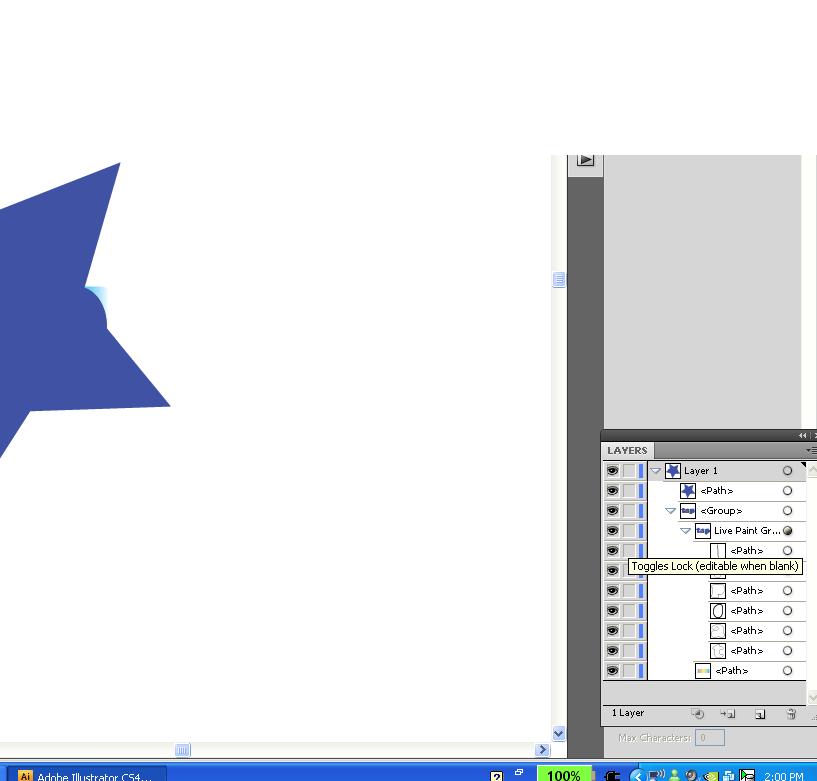 LAYERS
Layer 1
<Path>
<Group>
Live Paint Gr...
<Path>
Toggles Lock (editable when blank)
<Path>
<Path>
<Path>
<Path>
<Path>
1 Layer
Max Characters: 0
Ai Adobe Illustrator CS4...
? 100% 2:00 PM